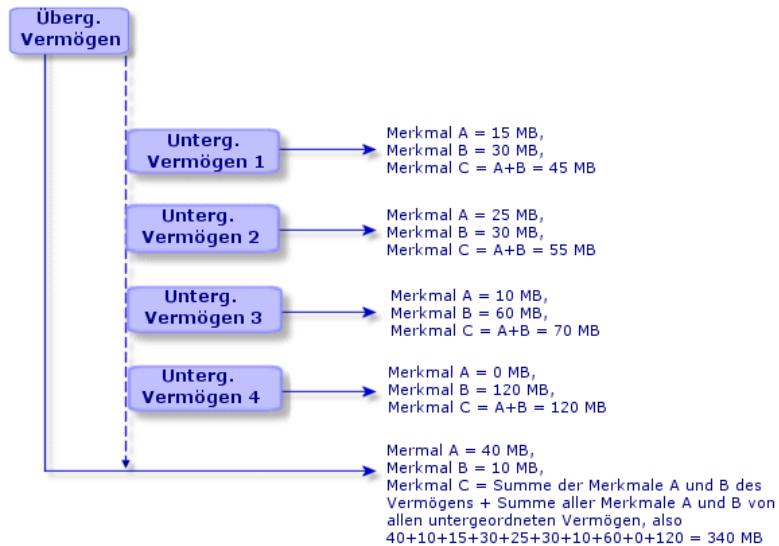 Überg.
Vermögen
Unterg.
Vermögen 1
Merkmal A = 15 MB,
Merkmal B = 30 MB,
Merkmal C = A+B = 45 MB
Unterg.
Vermögen 2
Merkmal A = 25 MB,
Merkmal B = 30 MB,
Merkmal C = A+B = 55 MB
Unterg.
Vermögen 3
Merkmal A = 10 MB,
Merkmal B = 60 MB,
Merkmal C = A+B = 70 MB
Unterg.
Vermögen 4
Merkmal A = 0 MB,
Merkmal B = 120 MB,
Merkmal C = A+B = 120 MB
Mermal A = 40 MB,
Merkmal B = 10 MB,
Merkmal C = Summe der Merkmale A und B des
Vermögens + Summe aller Merkmale A und B von
allen untergeordneten Vermögen, also
40+10+15+30+25+30+10+60+0+120 = 340 MB